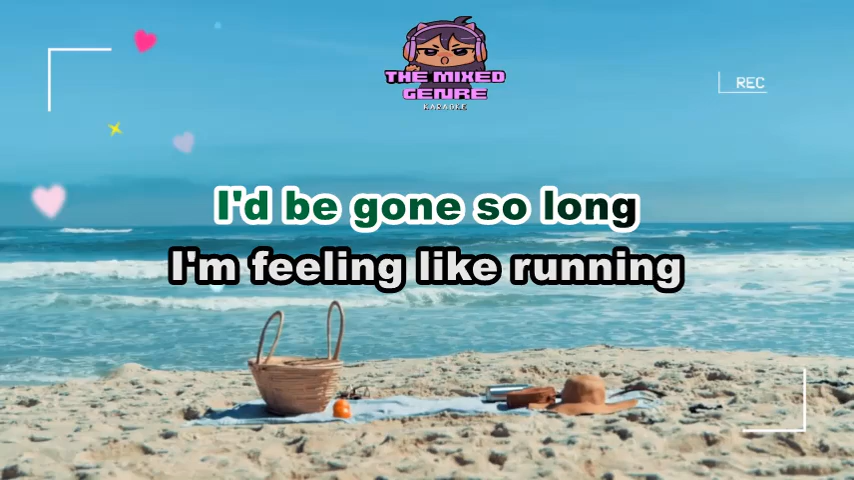 THE MIXED
GENRE
KARAOKE
REC
I'd be gone so long
I'm feeling like running